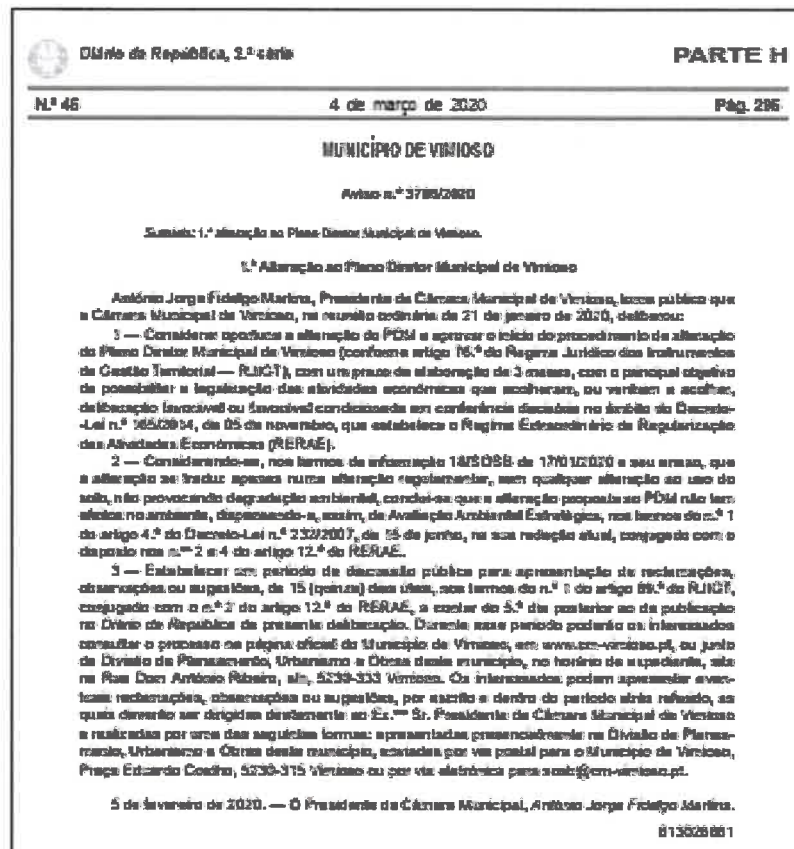 Diário da República, 2.ª série
PARTE H
N.º 45
4 de março de 2020
Pág. 295
MUNICÍPIO DE VIMIOSO
Aviso n.º /2020
Sumário: 1.ª alteração ao Plano Diretor Municipal de Vimioso.
1.ª Alteração ao Plano Diretor Municipal de Vimioso
António Jorge Fidalgo Martins, Presidente da Câmara Municipal de Vimioso, torna público que
a Câmara Municipal de Vimioso, na reunião ordinária de 21 de janeiro de 2020, deliberou:
1 — Considerar oportuna a alteração do PDM e aprovar o início do procedimento de alteração
do Plano Diretor Municipal de Vimioso (conforme artigo 76.º do Regime Jurídico dos Instrumentos
de Gestão Territorial — RJIGT), com um prazo de elaboração de 3 meses, com o principal objetivo
de possibilitar a legalização das atividades económicas que acolheram, ou venham a acolher,
deliberação favorável ou favorável condicionada em conferência decisória no âmbito do Decreto-
-Lei n.º 165/2014, de 05 de novembro, que estabelece o Regime Extraordinário de Regularização
das Atividades Económicas (RERAE).
2 — Considerando-se, nos termos da informação 18/SOSB de 17/01/2020 e seu anexo, que
a alteração se traduz apenas numa alteração regulamentar, sem qualquer alteração ao uso do
solo, não provocando degradação ambiental, conclui-se que a alteração proposta ao PDM não tem
efeitos no ambiente, dispensando-a, assim, de Avaliação Ambiental Estratégica, nos termos do n.º 1
do artigo 4.º do Decreto-Lei n.º 232/2007, de 15 de junho, na sua redação atual, conjugado com o
disposto nos n.ºˢ 2 e 4 do artigo 12.º do RERAE.
3 — Estabelecer um período de discussão pública para apresentação de reclamações,
observações ou sugestões, de 15 (quinze) dias úteis, nos termos do n.º 1 do artigo 89.º do RJIGT,
conjugado com o n.º 2 do artigo 12.º do RERAE, a contar do 5.º dia posterior ao da publicação
no Diário da República da presente deliberação. Durante esse período poderão os interessados
consultar o processo na página oficial do Município de Vimioso, em www.cm-vimioso.pt, ou junto
da Divisão de Planeamento, Urbanismo e Obras deste município, no horário de expediente, sita
na Rua Dom António Ribeiro, s/n, 5230-333 Vimioso. Os interessados podem apresentar even-
tuais reclamações, observações ou sugestões, por escrito e dentro do período atrás referido, as
quais deverão ser dirigidas diretamente ao Ex.ᵐᵒ Sr. Presidente da Câmara Municipal de Vimioso
e realizadas por uma das seguintes formas: apresentadas presencialmente na Divisão de Planea-
mento, Urbanismo e Obras deste município, enviadas por via postal para o Município de Vimioso,
Praça Eduardo Coelho, 5230-315 Vimioso ou por via eletrónica para
5 de fevereiro de 2020. — O Presidente da Câmara Municipal, António Jorge Fidalgo Martins.